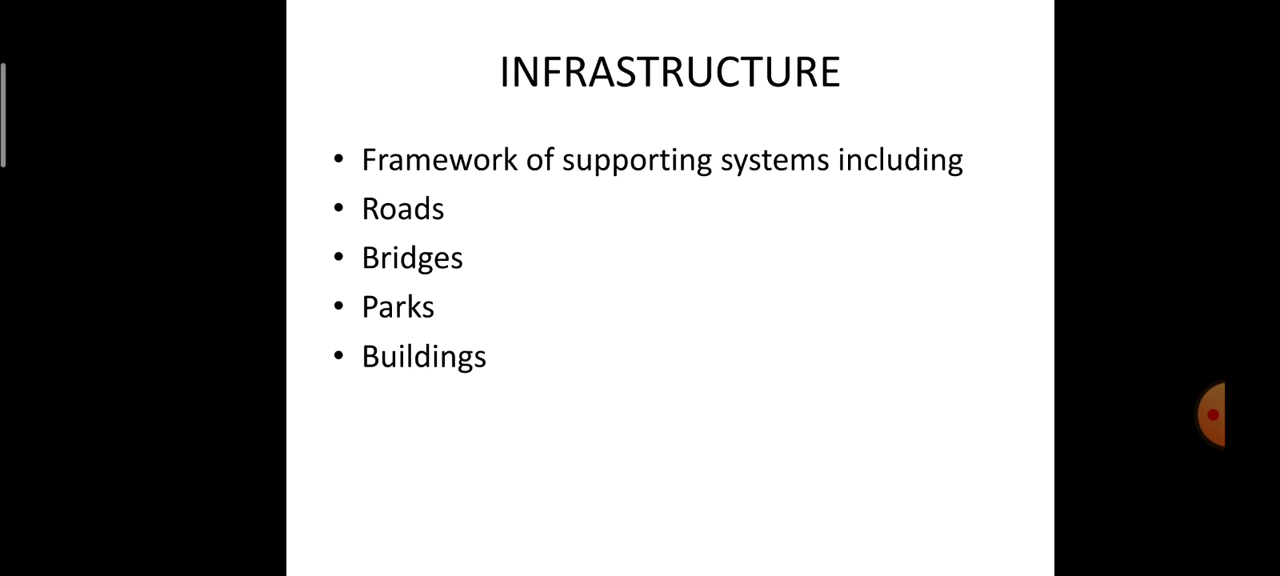 INFRASTRUCTURE
• Framework of supporting systems including
• Roads
• Bridges
• Parks
• Buildings